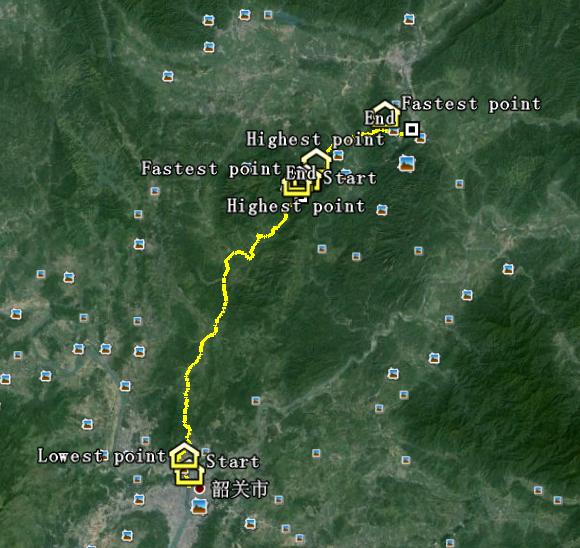 Fastest point
End
Highest point
Fastest point
End
Start
Highest point
Lowest point
Start
韶关市